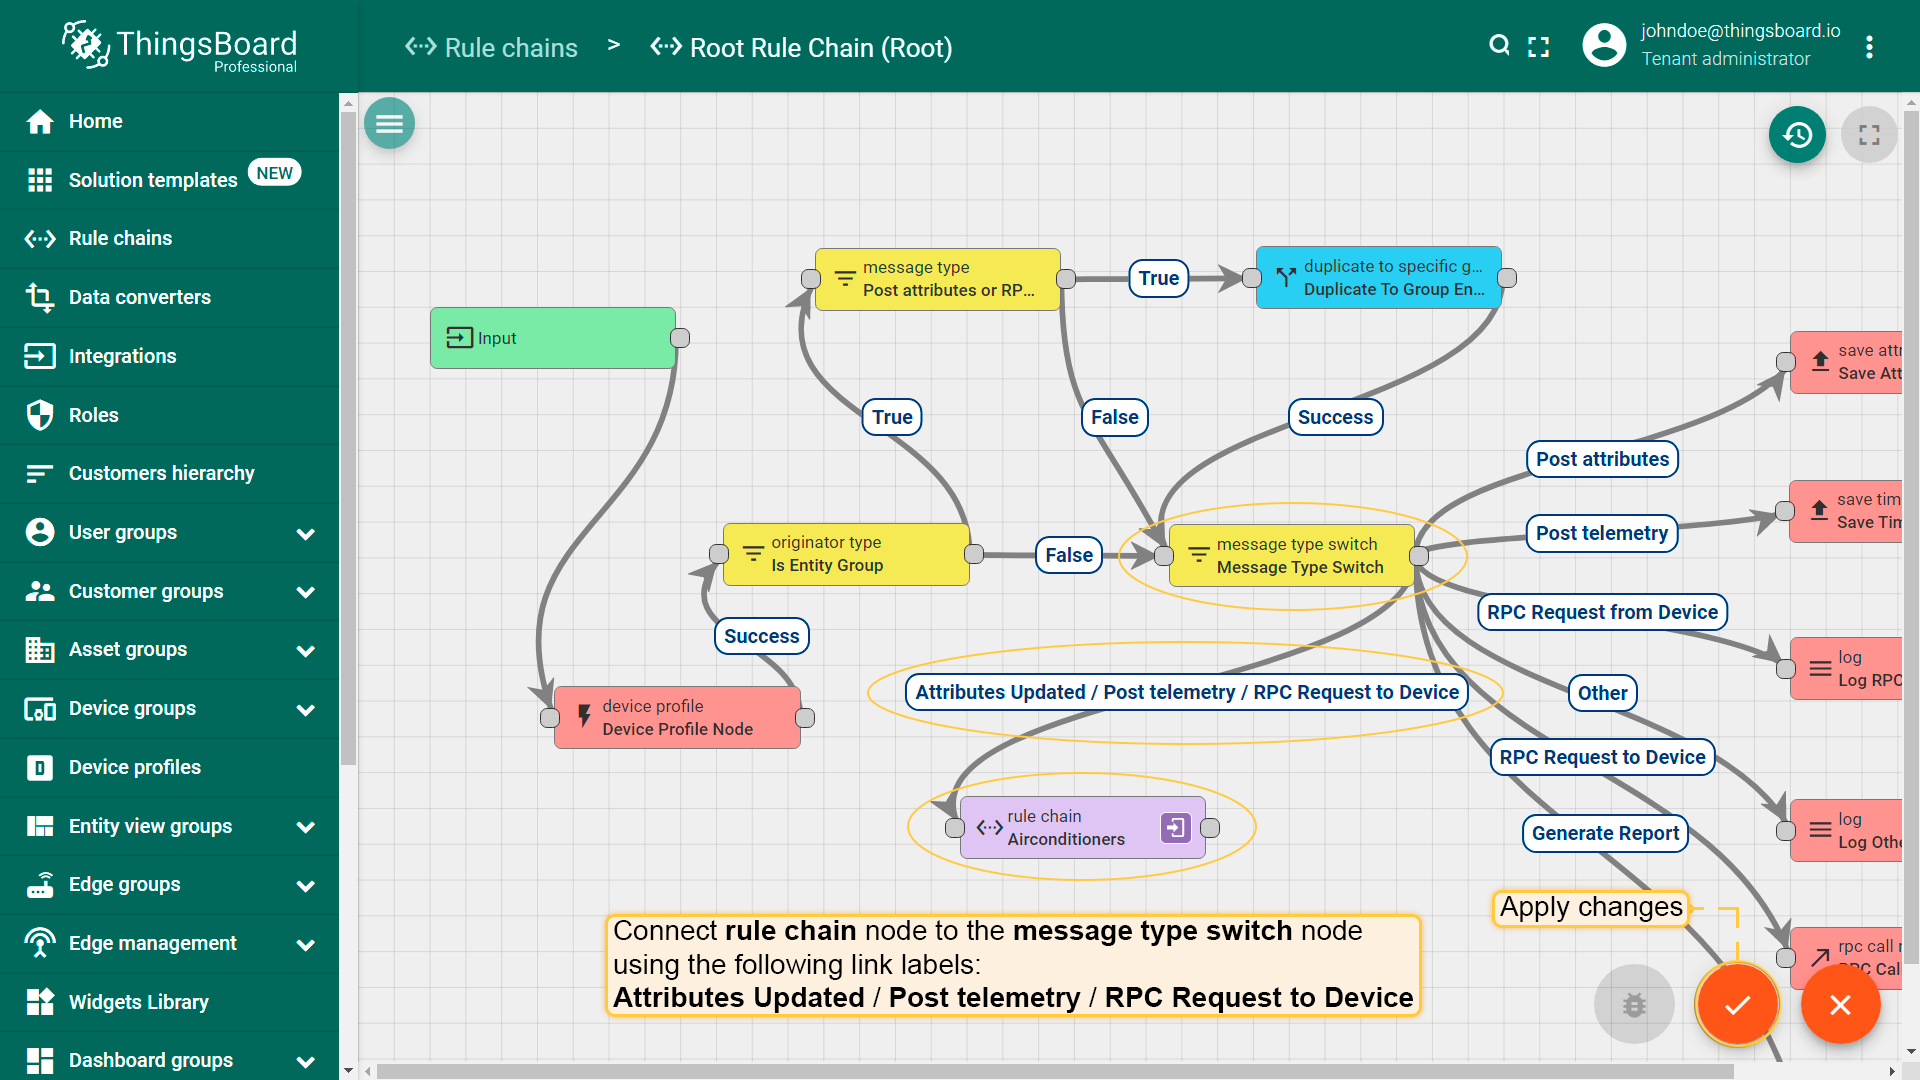 ThingsBoard
Professional
Rule chains > Root Rule Chain (Root)
johndoe@thingsboard.io
Tenant administrator
Home
Solution templates NEW
Rule chains
Data converters
Integrations
Roles
Customers hierarchy
User groups
Customer groups
Asset groups
Device groups
Device profiles
Entity view groups
Edge groups
Edge management
Widgets Library
Dashboard groups
Input
message type
Post attributes or RP...
True
duplicate to specific g...
Duplicate To Group En...
save attr
Save Att
True
False
Success
Post attributes
save tim
Save Tim
Post telemetry
originator type
Is Entity Group
False
message type switch
Message Type Switch
RPC Request from Device
Success
log
Log RPC
device profile
Device Profile Node
Attributes Updated / Post telemetry / RPC Request to Device
Other
RPC Request to Device
rule chain
Airconditioners
log
Log Othe
Generate Report
Apply changes
rpc call r
RPC Cal
Connect rule chain node to the message type switch node
using the following link labels:
Attributes Updated / Post telemetry / RPC Request to Device